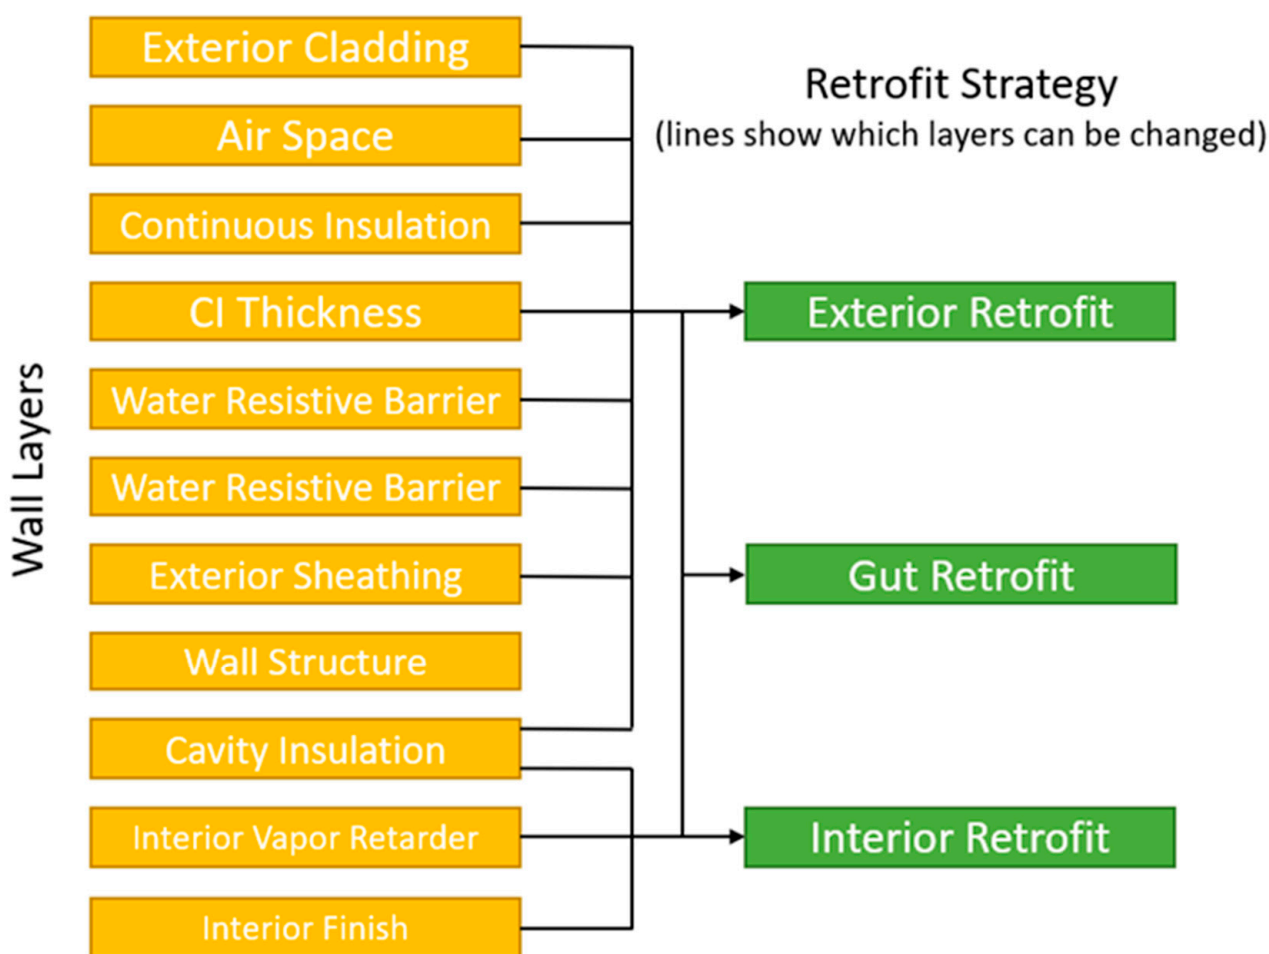 Exterior Cladding
Air Space
Continuous Insulation
CI Thickness
Water Resistive Barrier
Water Resistive Barrier
Exterior Sheathing
Wall Structure
Cavity Insulation
Interior Vapor Retarder
Interior Finish
Wall Layers
Retrofit Strategy
(lines show which layers can be changed)
Exterior Retrofit
Gut Retrofit
Interior Retrofit